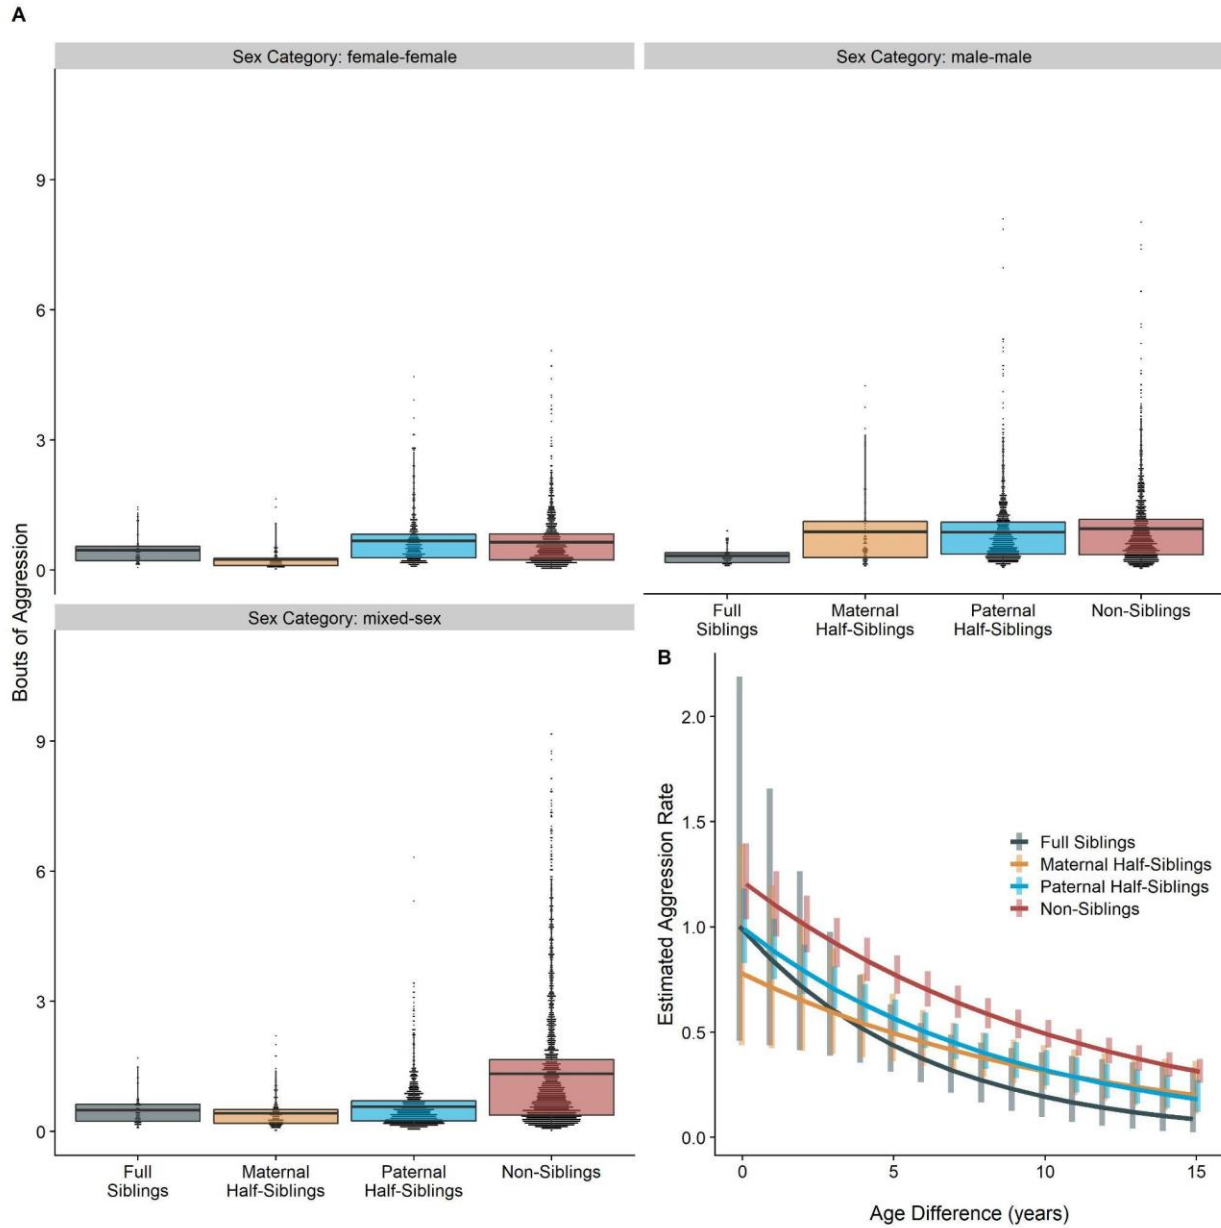 A
Sex Category: female-female
Sex Category: male-male
9
6
3
0
Bouts of Aggression
Full
Siblings
Maternal
Half-Siblings
Paternal
Half-Siblings
Non-Siblings
Sex Category: mixed-sex
9
6
3
0
Full
Siblings
Maternal
Half-Siblings
Paternal
Half-Siblings
Non-Siblings
B
2.0
1.5
1.0
0.5
0.0
Estimated Aggression Rate
Full Siblings
Maternal Half-Siblings
Paternal Half-Siblings
Non-Siblings
0
5
10
15
Age Difference (years)